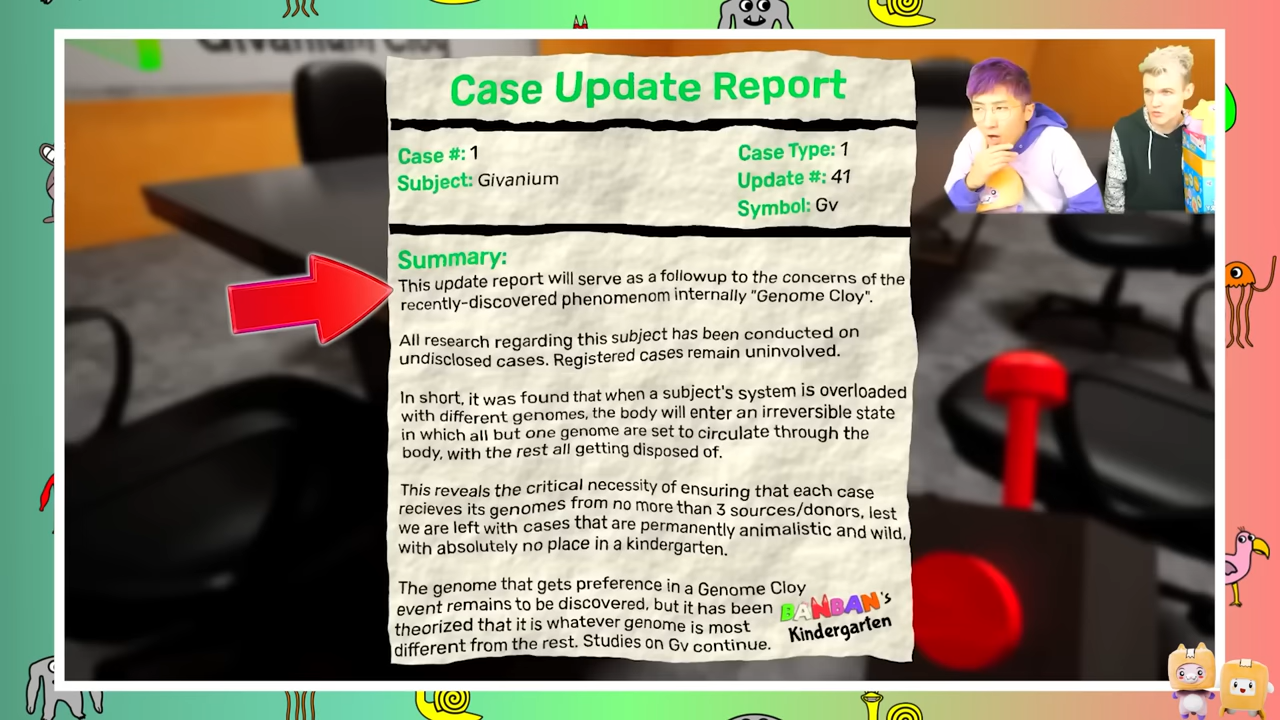 Givanium Cloy
Case Update Report
Case #: 1
Case Type: 1
Subject: Givanium
Update #: 41
Symbol: Gv
Summary:
This update report will serve as a followup to the concerns of the
recently-discovered phenomenom internally "Genome Cloy".
All research regarding this subject has been conducted on
undisclosed cases. Registered cases remain uninvolved.
In short, it was found that when a subject's system is overloaded
with different genomes, the body will enter an irreversible state
in which all but one genome are set to circulate through the
body, with the rest all getting disposed of.
This reveals the critical necessity of ensuring that each case
recieves its genomes from no more than 3 sources/donors, lest
we are left with cases that are permanently animalistic and wild,
with absolutely no place in a kindergarten.
The genome that gets preference in a Genome Cloy
event remains to be discovered, but it has been
theorized that it is whatever genome is most
different from the rest. Studies on Gv continue.
BANBAN's
Kindergarten